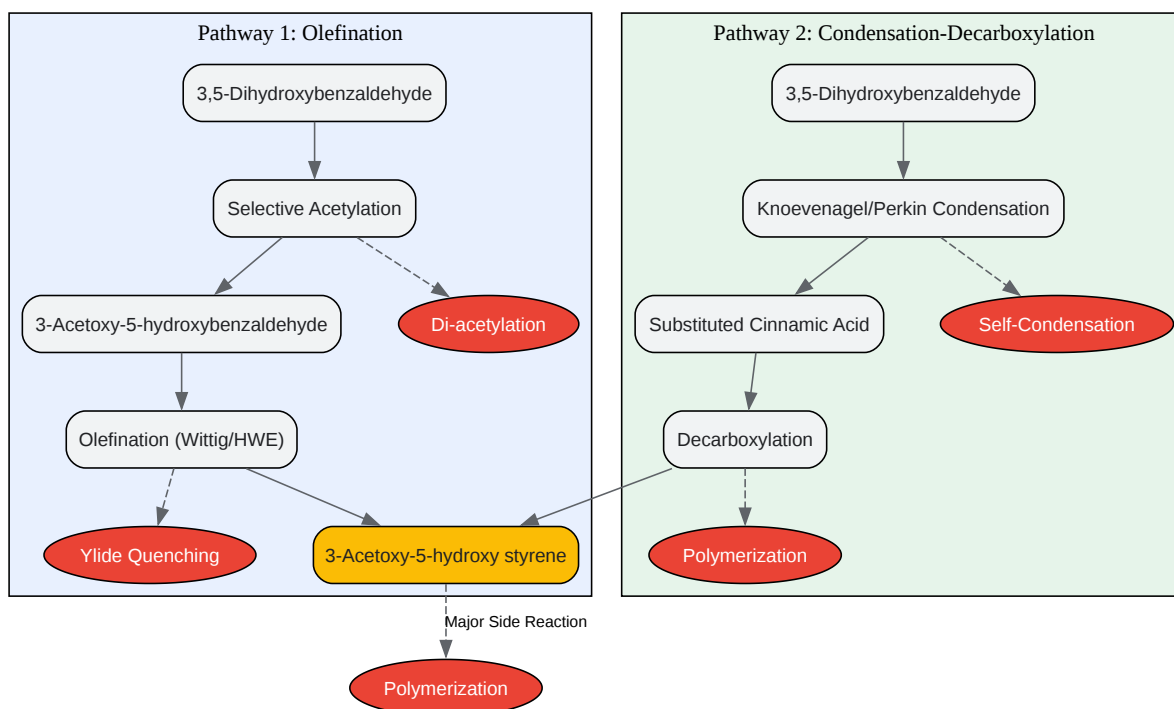 Pathway 1: Olefination
3,5-Dihydroxybenzaldehyde
Selective Acetylation
3-Acetoxy-5-hydroxybenzaldehyde
Di-acetylation
Olefination (Wittig/HWE)
Ylide Quenching
3-Acetoxy-5-hydroxy styrene
Major Side Reaction
Polymerization
Pathway 2: Condensation-Decarboxylation
3,5-Dihydroxybenzaldehyde
Knoevenagel/Perkin Condensation
Substituted Cinnamic Acid
Self-Condensation
Decarboxylation
Polymerization